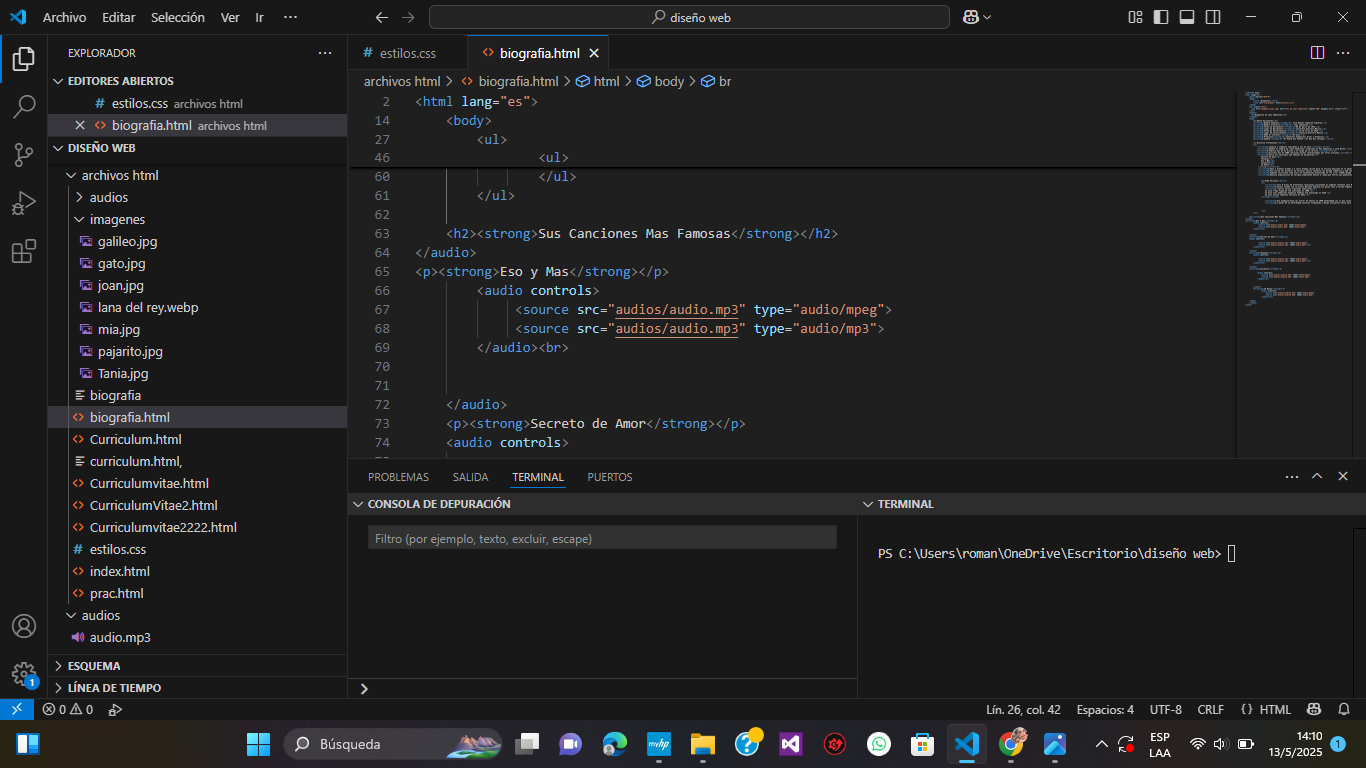 Archivo Editar Selección Ver Ir ··· diseño web
EXPLORADOR ···
EDITORES ABIERTOS
# estilos.css archivos html
biografia.html archivos html
DISEÑO WEB
archivos html
audios
imagenes
galileo.jpg
gato.jpg
joan.jpg
lana del rey.webp
mia.jpg
pajarito.jpg
Tania.jpg
biografia
biografia.html
Curriculum.html
curriculum.html,
Curriculumvitae.html
CurriculumVitae2.html
Curriculumvitae2222.html
# estilos.css
index.html
prac.html
audios
audio.mp3
ESQUEMA
LÍNEA DE TIEMPO
# estilos.css
biografia.html
archivos html > biografia.html > html > body > br
2 <html lang="es">
14 <body>
27 <ul>
46 <ul>
60 </ul>
61 </ul>
62
63 <h2><strong>Sus Canciones Mas Famosas</strong></h2>
64 </audio>
65 <p><strong>Eso y Mas</strong></p>
66 <audio controls>
67 <source src="audios/audio.mp3" type="audio/mpeg">
68 <source src="audios/audio.mp3" type="audio/mp3">
69 </audio><br>
70
71
72 </audio>
73 <p><strong>Secreto de Amor</strong></p>
74 <audio controls>
PROBLEMAS SALIDA TERMINAL PUERTOS ···
CONSOLA DE DEPURACIÓN
Filtro (por ejemplo, texto, excluir, escape)
TERMINAL
PS C:\Users\roman\OneDrive\Escritorio\diseño web>
1
0 0
Lín. 26, col. 42 Espacios: 4 UTF-8 CRLF {} HTML
Búsqueda
myhp
ESP
LAA
14:10
13/5/2025
1